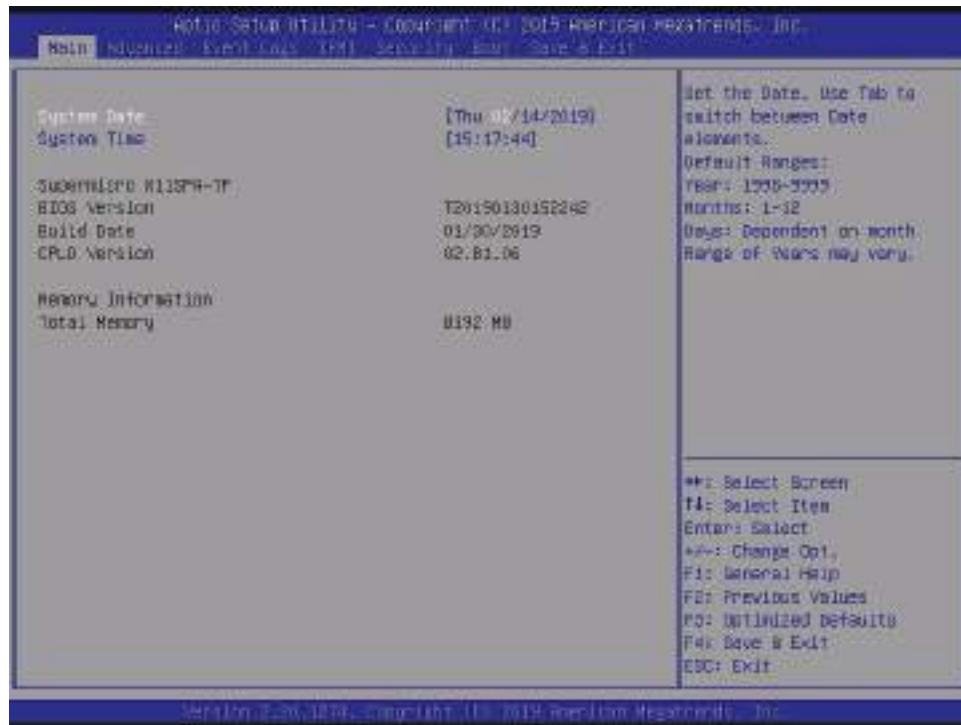 Aptio Setup Utility - Copyright (C) 2019 American Megatrends, Inc.
Main Advanced Event Logs IPMI Security Boot Save & Exit
System Date [Thu 02/14/2019]
System Time [15:17:44]
Supermicro X11SPA-TF
BIOS Version T20190130152242
Build Date 01/30/2019
CPLD Version 02.B1.06
Memory Information
Total Memory 8192 MB
Set the Date. Use Tab to
switch between Date
elements.
Default Ranges:
Year: 1998-9999
Months: 1-12
Days: Dependent on month
Range of Years may vary.
→←: Select Screen
↑↓: Select Item
Enter: Select
+/-: Change Opt.
F1: General Help
F2: Previous Values
F3: Optimized Defaults
F4: Save & Exit
ESC: Exit
Version Copyright (C) 2019 American Megatrends, Inc.